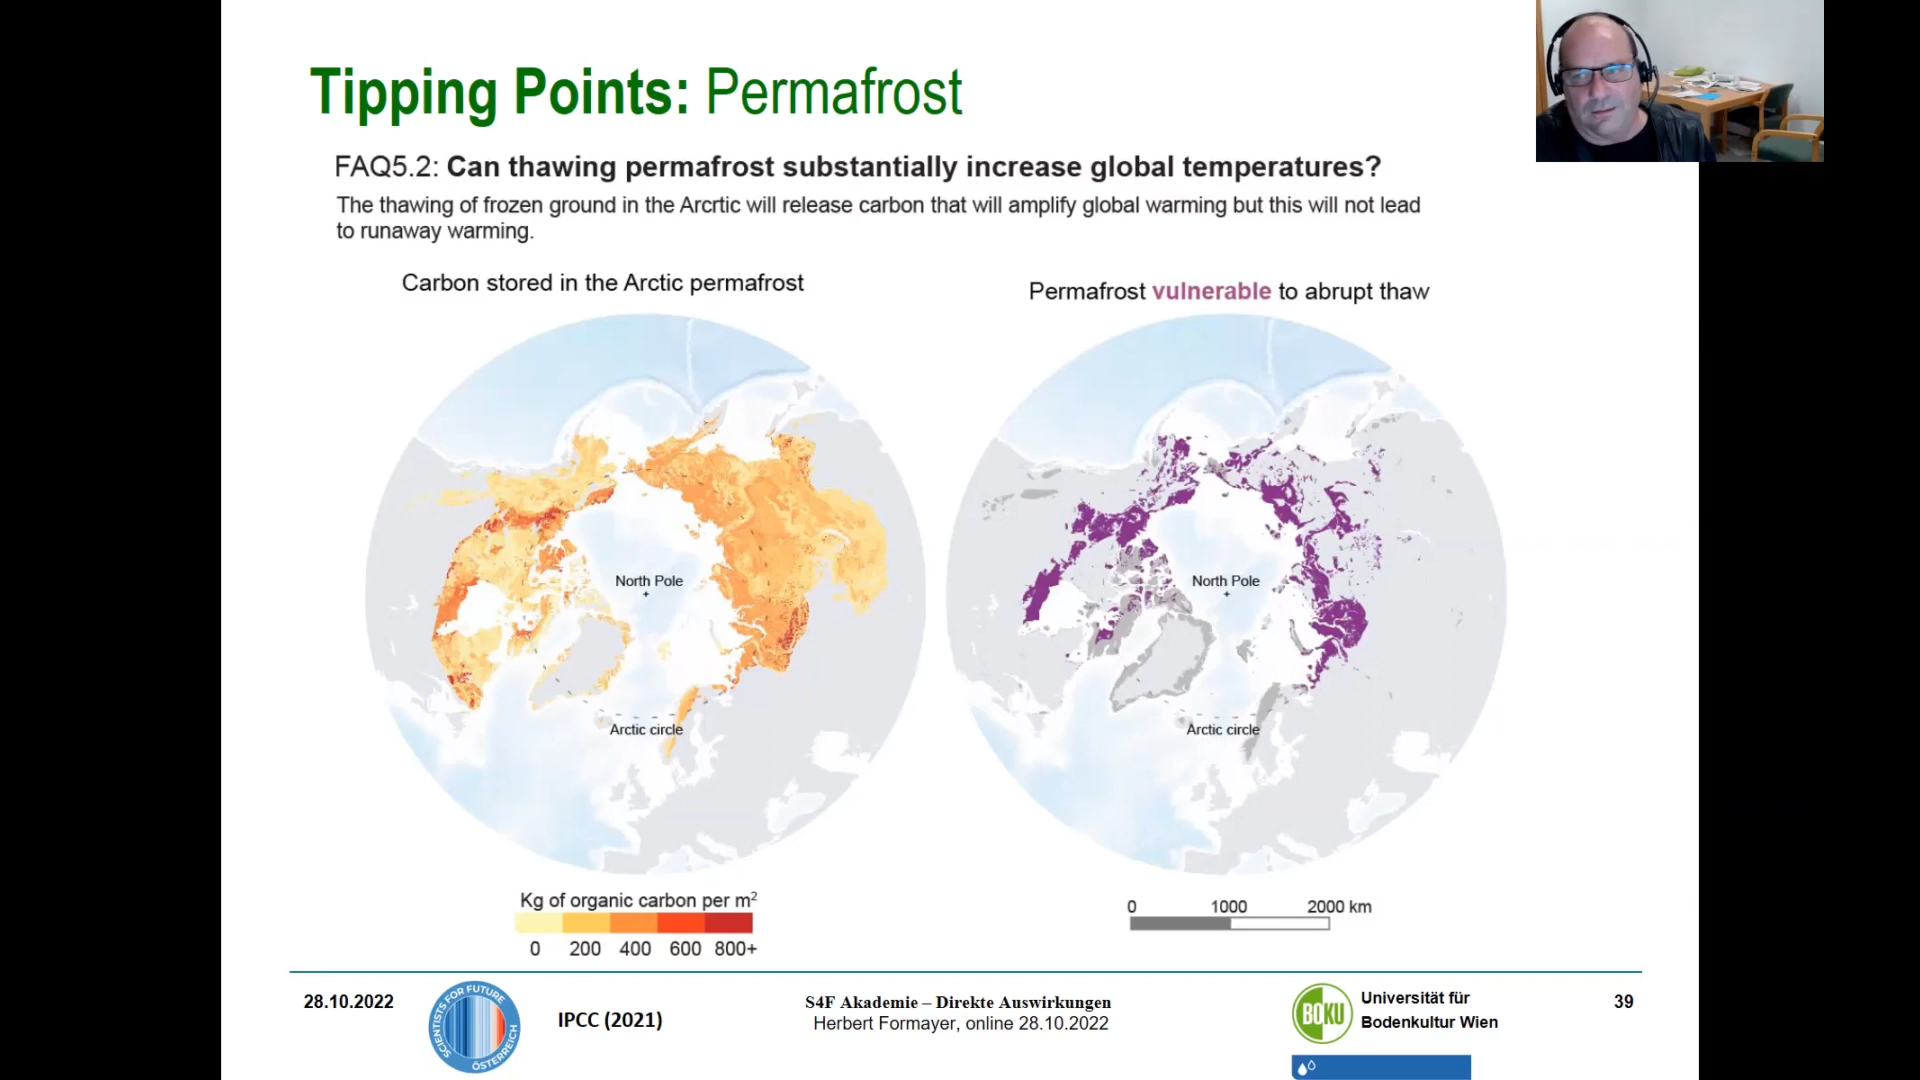 Tipping Points: Permafrost
FAQ5.2: Can thawing permafrost substantially increase global temperatures?
The thawing of frozen ground in the Arcrtic will release carbon that will amplify global warming but this will not lead
to runaway warming.
Carbon stored in the Arctic permafrost
North Pole
+
Arctic circle
Kg of organic carbon per m²
0 200 400 600 800+
Permafrost vulnerable to abrupt thaw
North Pole
+
Arctic circle
0 1000 2000 km
28.10.2022
SCIENTISTS FOR FUTURE
ÖSTERREICH
IPCC (2021)
S4F Akademie – Direkte Auswirkungen
Herbert Formayer, online 28.10.2022
BOKU
Universität für
Bodenkultur Wien
39